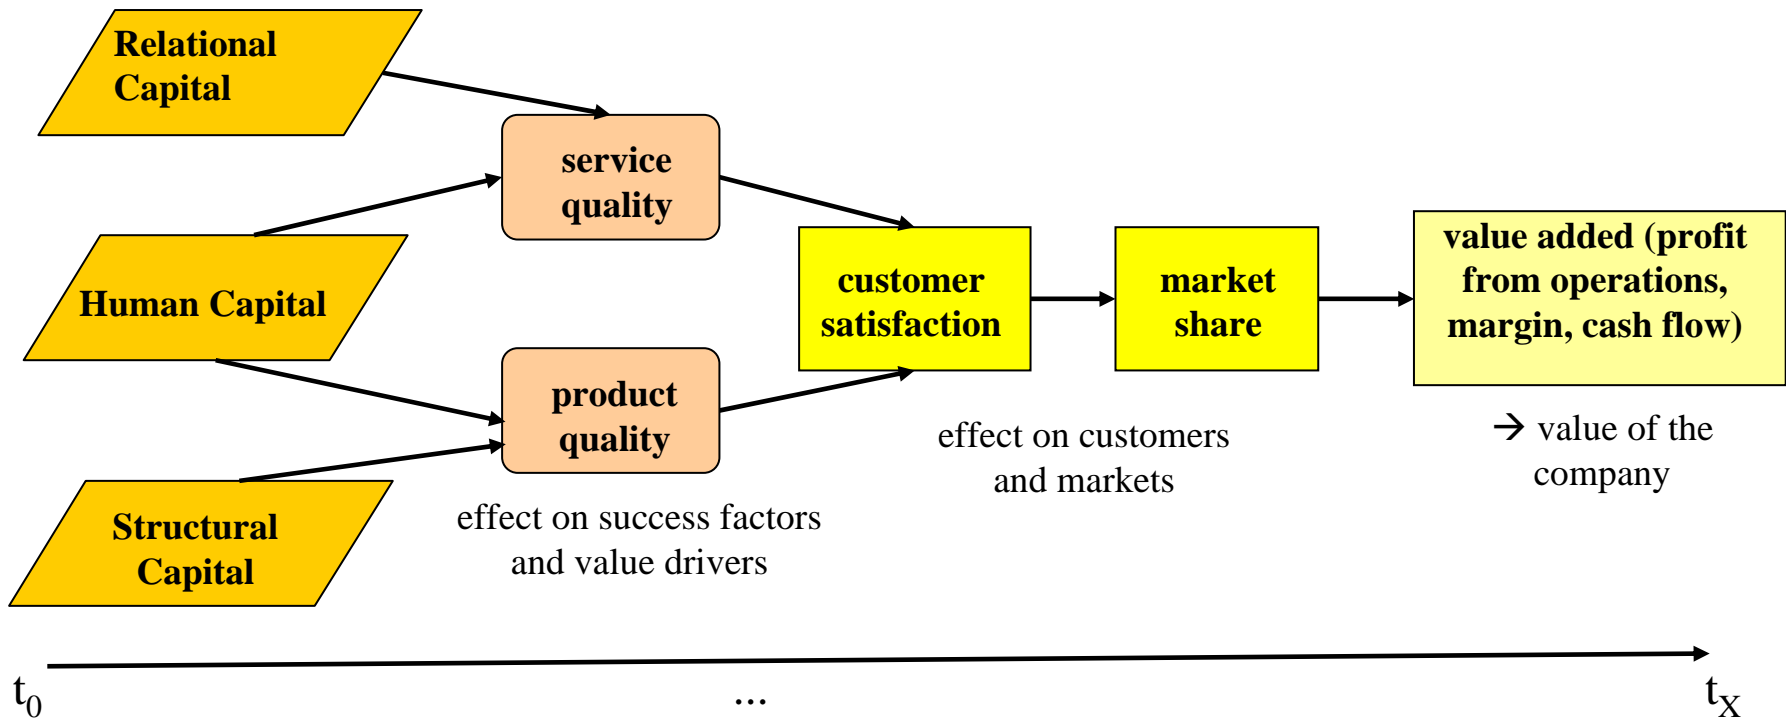 Relational
Capital
service
quality
Human Capital
customer
satisfaction
market
share
value added (profit
from operations,
margin, cash flow)
product
quality
effect on customers
and markets
→ value of the
company
Structural
Capital
effect on success factors
and value drivers
t0
...
tX